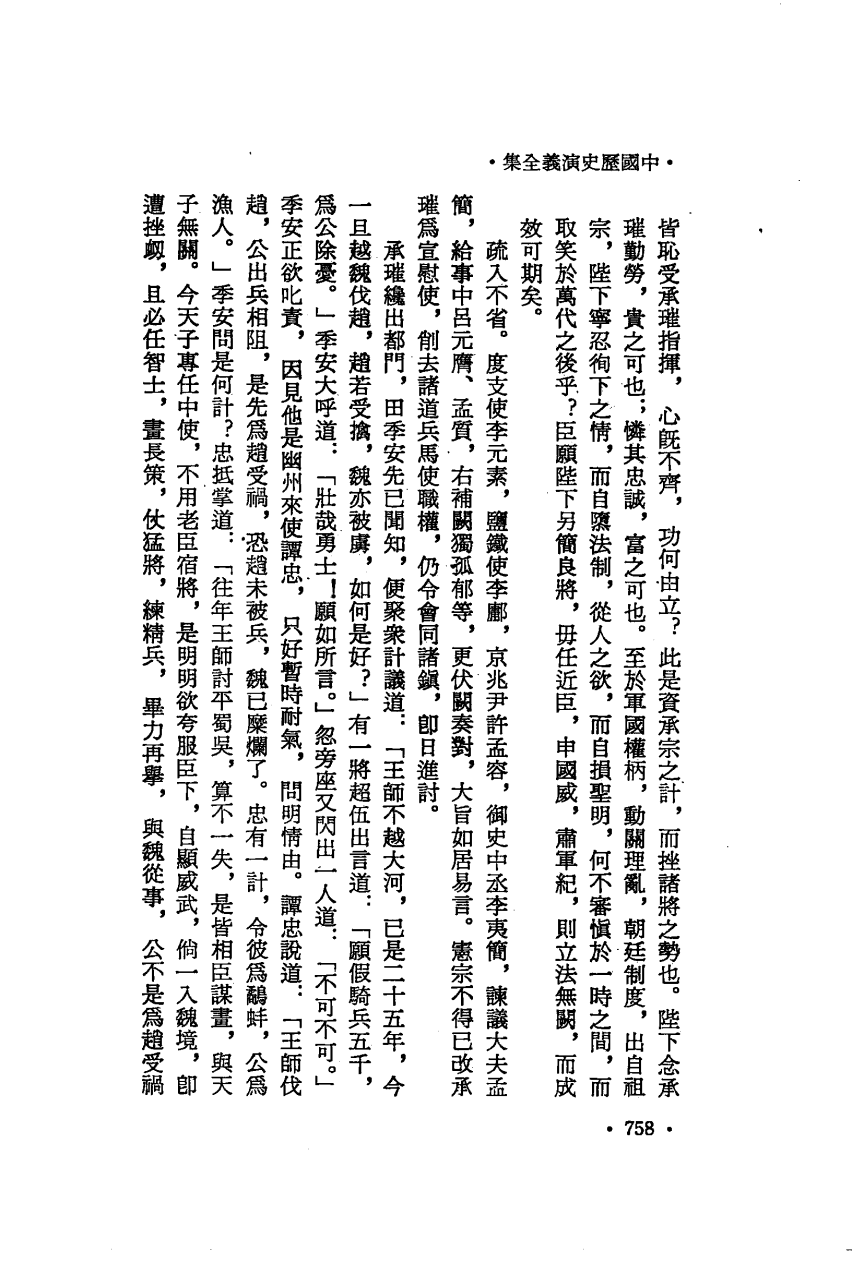 •中國歷史演義全集•
皆恥受承璀指揮，心既不齊，功何由立？此是資承宗之計，而挫諸將之勢也。陛下念承
璀勤勞，貴之可也；憐其忠誠，富之可也。至於軍國權柄，動關理亂，朝廷制度，出自祖
宗，陛下寧忍徇下之情，而自隳法制，從人之欲，而自損聖明，何不審愼於一時之間，而
取笑於萬代之後乎？臣願陛下另簡良將，毋任近臣，申國威，肅軍紀，則立法無闕，而成
效可期矣。
疏入不省。度支使李元素，鹽鐵使李鄘，京兆尹許孟容，御史中丞李夷簡，諫議大夫孟
簡，給事中呂元膺、孟質，右補闕獨孤郁等，更伏闕奏對，大旨如居易言。憲宗不得已改承
璀爲宣慰使，削去諸道兵馬使職權，仍令會同諸鎭，卽日進討。
承璀纔出都門，田季安先已聞知，便聚衆計議道：「王師不越大河，已是二十五年，今
一旦越魏伐趙，趙若受擒，魏亦被虜，如何是好？」有一將超伍出言道：「願假騎兵五千，
爲公除憂。」季安大呼道：「壯哉勇士！願如所言。」忽旁座又閃出一人道：「不可不可。」
季安正欲叱責，因見他是幽州來使譚忠，只好暫時耐氣，問明情由。譚忠說道：「王師伐
趙，公出兵相阻，是先爲趙受禍，恐趙未被兵，魏已糜爛了。忠有一計，令彼爲鷸蚌，公爲
漁人。」季安問是何計？忠抵掌道：「往年王師討平蜀吳，算不一失，是皆相臣謀畫，與天
子無關。今天子專任中使，不用老臣宿將，是明明欲夸服臣下，自顯威武，倘一入魏境，卽
遭挫衂，且必任智士，畫長策，仗猛將，練精兵，畢力再擧，與魏從事，公不是爲趙受禍
•758•